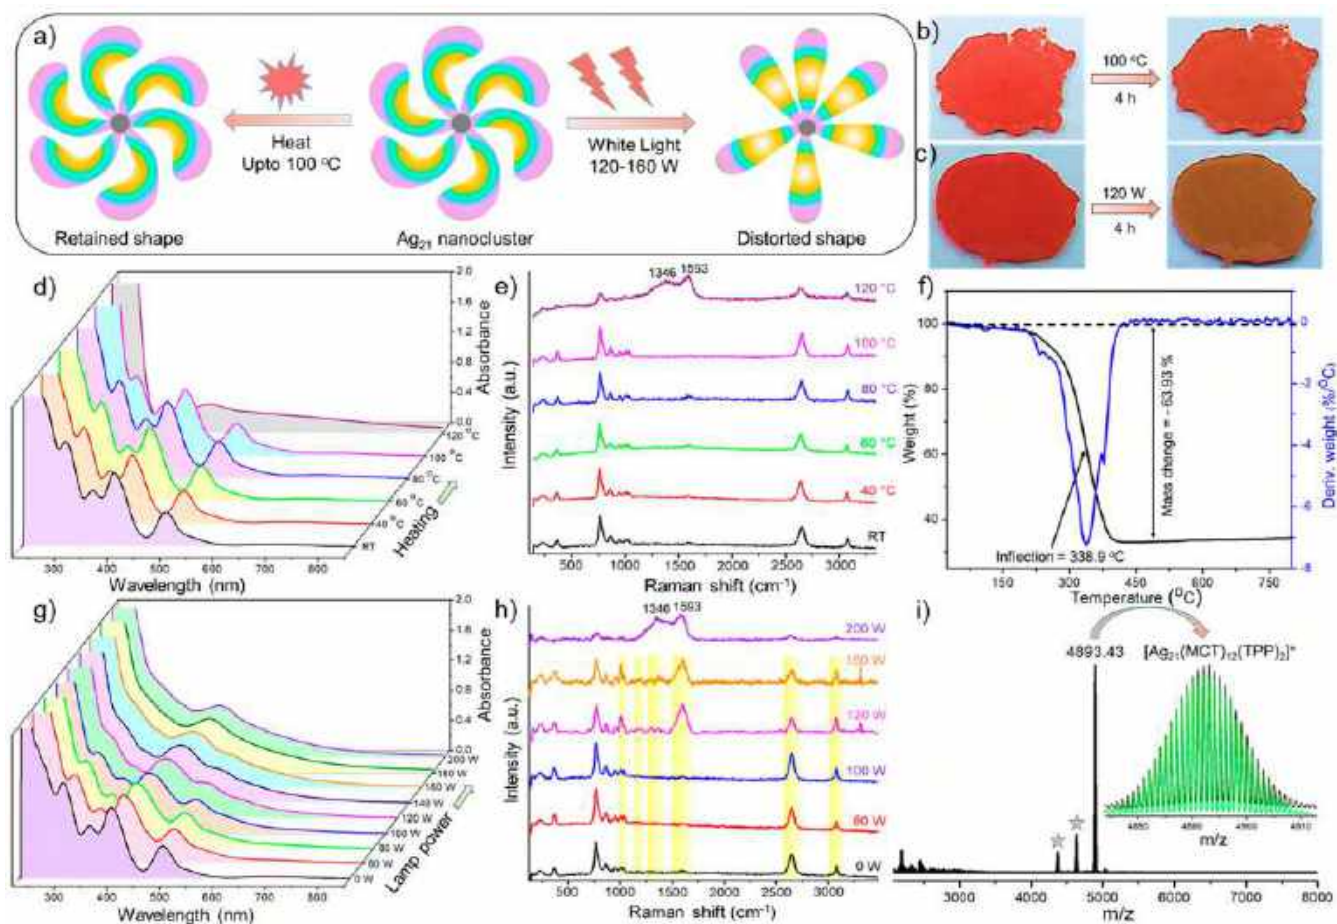 a)
Heat
Upto 100 °C
White Light
120-160 W
Retained shape
Ag21 nanocluster
Distorted shape
b)
100 °C
4 h
c)
120 W
4 h
d)
2.0
1.6
1.2
0.8
0.4
0.0
Absorbance
120 °C
100 °C
80 °C
60 °C
40 °C
RT
Heating
300 400 500 600 700 800
Wavelength (nm)
e)
1346 1593
120 °C
100 °C
80 °C
60 °C
40 °C
RT
Intensity (a.u.)
500 1000 1500 2000 2500 3000
Raman shift (cm-1)
f)
100
80
60
40
Weight (%)
0
-2
-4
-6
-8
Deriv. weight (%/°C)
Mass change = - 63.93 %
Inflection = 338.9 °C
150 300 450 600 750
Temperature (°C)
g)
2.0
1.6
1.2
0.8
0.4
0.0
Absorbance
200 W
180 W
160 W
140 W
120 W
100 W
80 W
60 W
0 W
Lamp power
300 400 500 600 700 800
Wavelength (nm)
h)
1346 1593
200 W
120 W
100 W
60 W
0 W
Intensity (a.u.)
500 1000 1500 2000 2500 3000
Raman shift (cm-1)
i)
4893.43
[Ag21(MCT)12(TPP)2]+
m/z
3000 4000 5000 6000 7000 8000
m/z